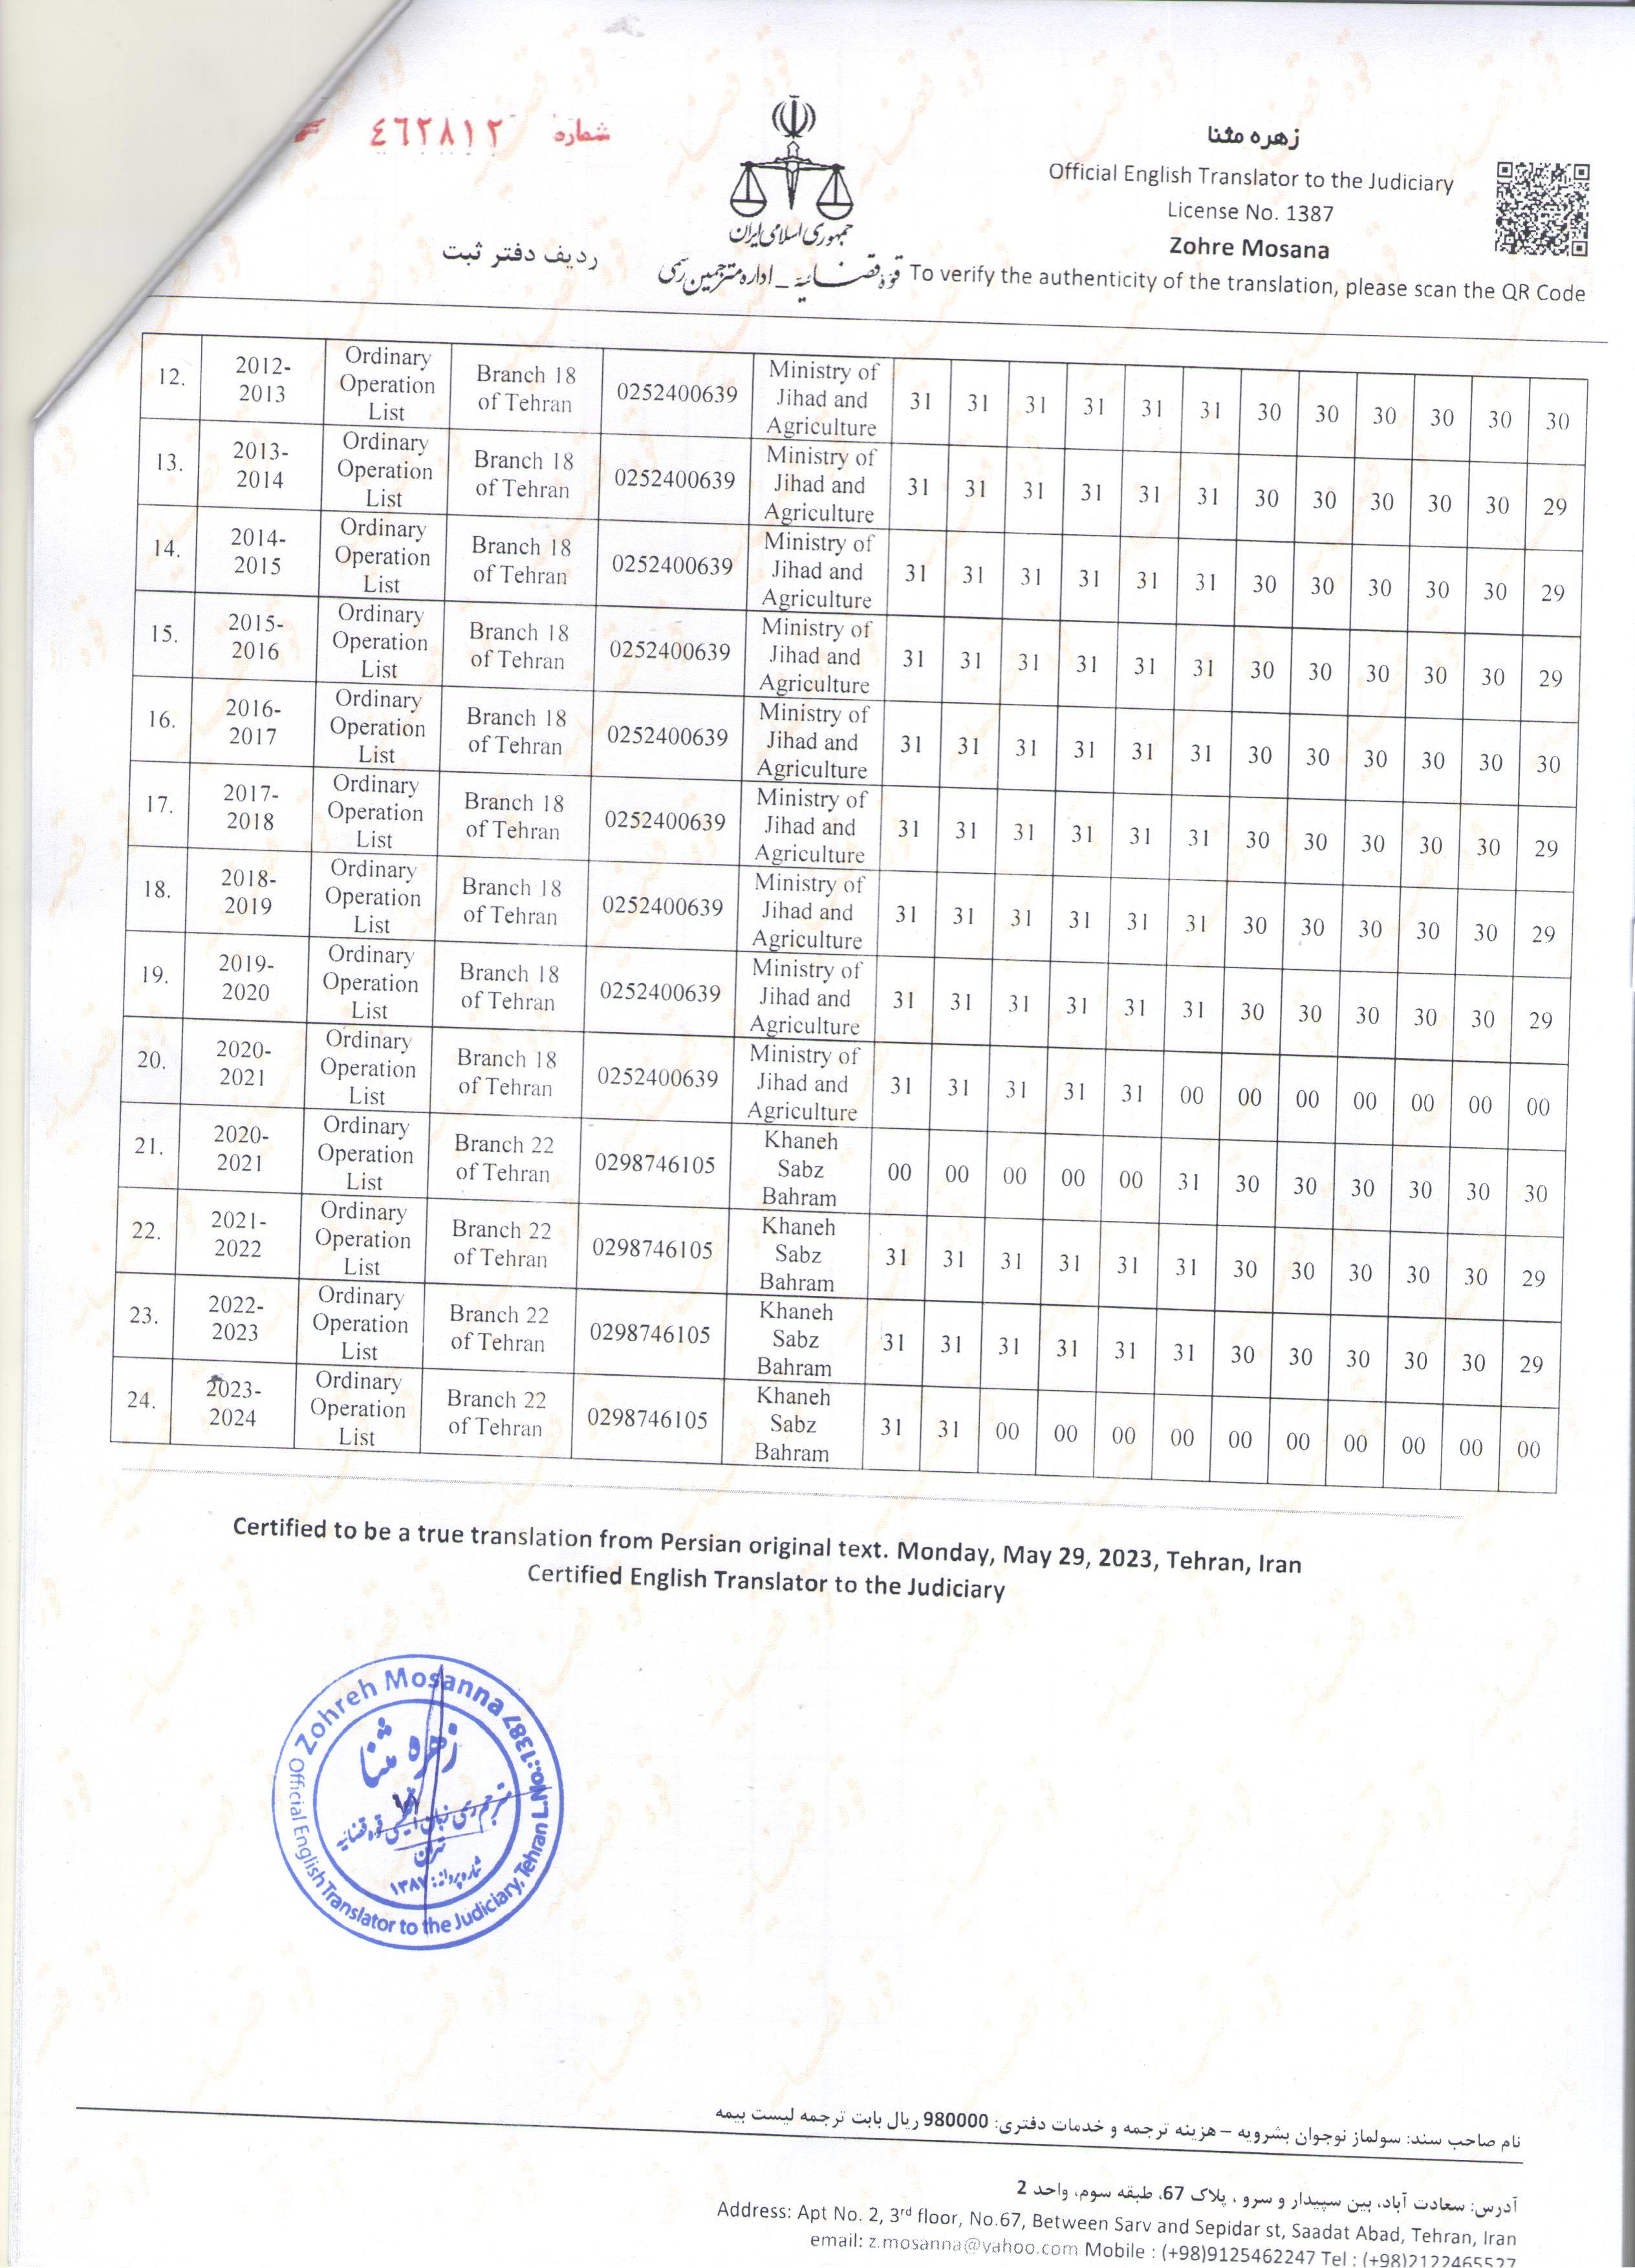 شماره ٤٦٢٨١٢
زهره مثنا
Official English Translator to the Judiciary
License No. 1387
Zohre Mosana
To verify the authenticity of the translation, please scan the QR Code
جمهوری اسلامی ایران
قوه قضائیه - اداره مترجمین رسمی
ردیف دفتر ثبت
12. 2012-2013 Ordinary Operation List Branch 18 of Tehran 0252400639 Ministry of Jihad and Agriculture 31 31 31 31 31 31 30 30 30 30 30 30
13. 2013-2014 Ordinary Operation List Branch 18 of Tehran 0252400639 Ministry of Jihad and Agriculture 31 31 31 31 31 31 30 30 30 30 30 29
14. 2014-2015 Ordinary Operation List Branch 18 of Tehran 0252400639 Ministry of Jihad and Agriculture 31 31 31 31 31 31 30 30 30 30 30 29
15. 2015-2016 Ordinary Operation List Branch 18 of Tehran 0252400639 Ministry of Jihad and Agriculture 31 31 31 31 31 31 30 30 30 30 30 29
16. 2016-2017 Ordinary Operation List Branch 18 of Tehran 0252400639 Ministry of Jihad and Agriculture 31 31 31 31 31 31 30 30 30 30 30 30
17. 2017-2018 Ordinary Operation List Branch 18 of Tehran 0252400639 Ministry of Jihad and Agriculture 31 31 31 31 31 31 30 30 30 30 30 29
18. 2018-2019 Ordinary Operation List Branch 18 of Tehran 0252400639 Ministry of Jihad and Agriculture 31 31 31 31 31 31 30 30 30 30 30 29
19. 2019-2020 Ordinary Operation List Branch 18 of Tehran 0252400639 Ministry of Jihad and Agriculture 31 31 31 31 31 31 30 30 30 30 30 29
20. 2020-2021 Ordinary Operation List Branch 18 of Tehran 0252400639 Ministry of Jihad and Agriculture 31 31 31 31 31 00 00 00 00 00 00 00
21. 2020-2021 Ordinary Operation List Branch 22 of Tehran 0298746105 Khaneh Sabz Bahram 00 00 00 00 00 31 30 30 30 30 30 30
22. 2021-2022 Ordinary Operation List Branch 22 of Tehran 0298746105 Khaneh Sabz Bahram 31 31 31 31 31 31 30 30 30 30 30 29
23. 2022-2023 Ordinary Operation List Branch 22 of Tehran 0298746105 Khaneh Sabz Bahram 31 31 31 31 31 31 30 30 30 30 30 29
24. 2023-2024 Ordinary Operation List Branch 22 of Tehran 0298746105 Khaneh Sabz Bahram 31 31 00 00 00 00 00 00 00 00 00 00
Certified to be a true translation from Persian original text. Monday, May 29, 2023, Tehran, Iran
Certified English Translator to the Judiciary
Zohreh Mosanna
Official English Translator to the Judiciary, Tehran L.No.:1387
زهره مثنا
مترجم رسمی زبان انگلیسی قوه قضائیه
تهران
شماره پروانه: ۱۳۸۷
نام صاحب سند: سولماز نوجوان بشرویه – هزینه ترجمه و خدمات دفتری: 980000 ریال بابت ترجمه لیست بیمه
آدرس: سعادت آباد، بین سپیدار و سرو ، پلاک 67، طبقه سوم، واحد 2
Address: Apt No. 2, 3rd floor, No.67, Between Sarv and Sepidar st, Saadat Abad, Tehran, Iran
email: z.mosanna@yahoo.com Mobile : (+98)9125462247 Tel : (+98)2122465527